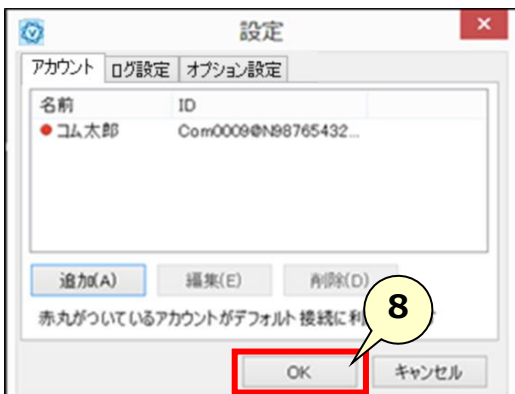 設定
アカウント ログ設定 オプション設定
名前 ID
コム太郎 Com0009@N98765432...
追加(A) 編集(E) 削除(D)
赤丸がついているアカウントがデフォルト接続に利
8
OK キャンセル